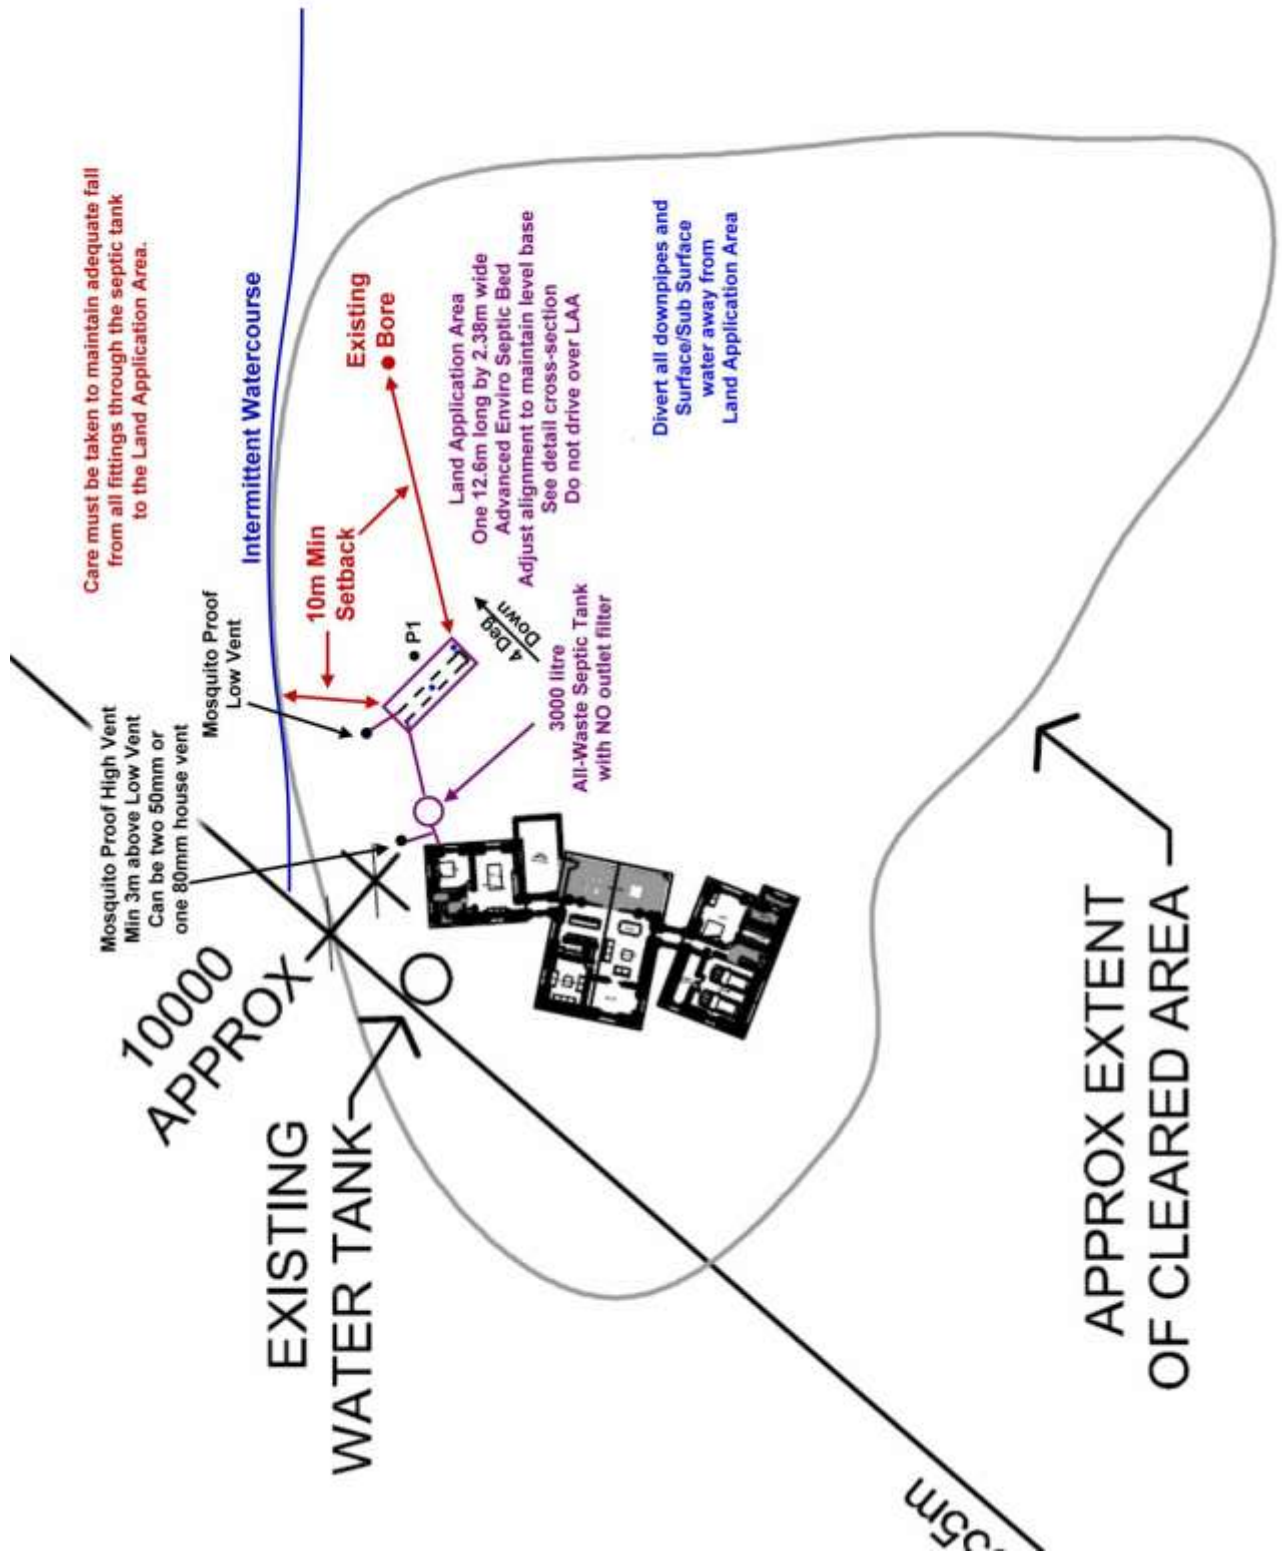 Care must be taken to maintain adequate fall
from all fittings through the septic tank
to the Land Application Area.
Intermittent Watercourse
Mosquito Proof High Vent
Min 3m above Low Vent
Can be two 50mm or
one 80mm house vent
Mosquito Proof
Low Vent
10m Min
Setback
Existing
Bore
P1
4 Deg
Down
Land Application Area
One 12.6m long by 2.38m wide
Advanced Enviro Septic Bed
Adjust alignment to maintain level base
See detail cross-section
Do not drive over LAA
3000 litre
All-Waste Septic Tank
with NO outlet filter
Divert all downpipes and
Surface/Sub Surface
water away from
Land Application Area
10000
APPROX
EXISTING
WATER TANK
APPROX EXTENT
OF CLEARED AREA